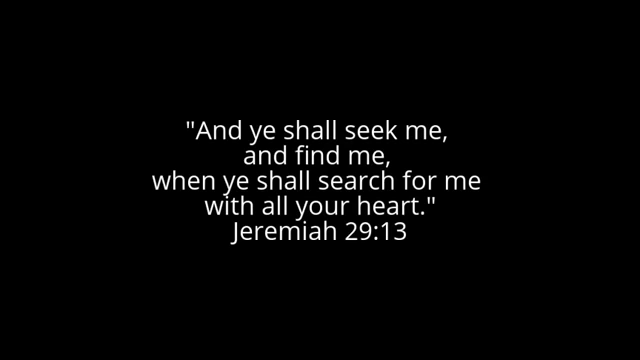 "And ye shall seek me,
and find me,
when ye shall search for me
with all your heart."
Jeremiah 29:13